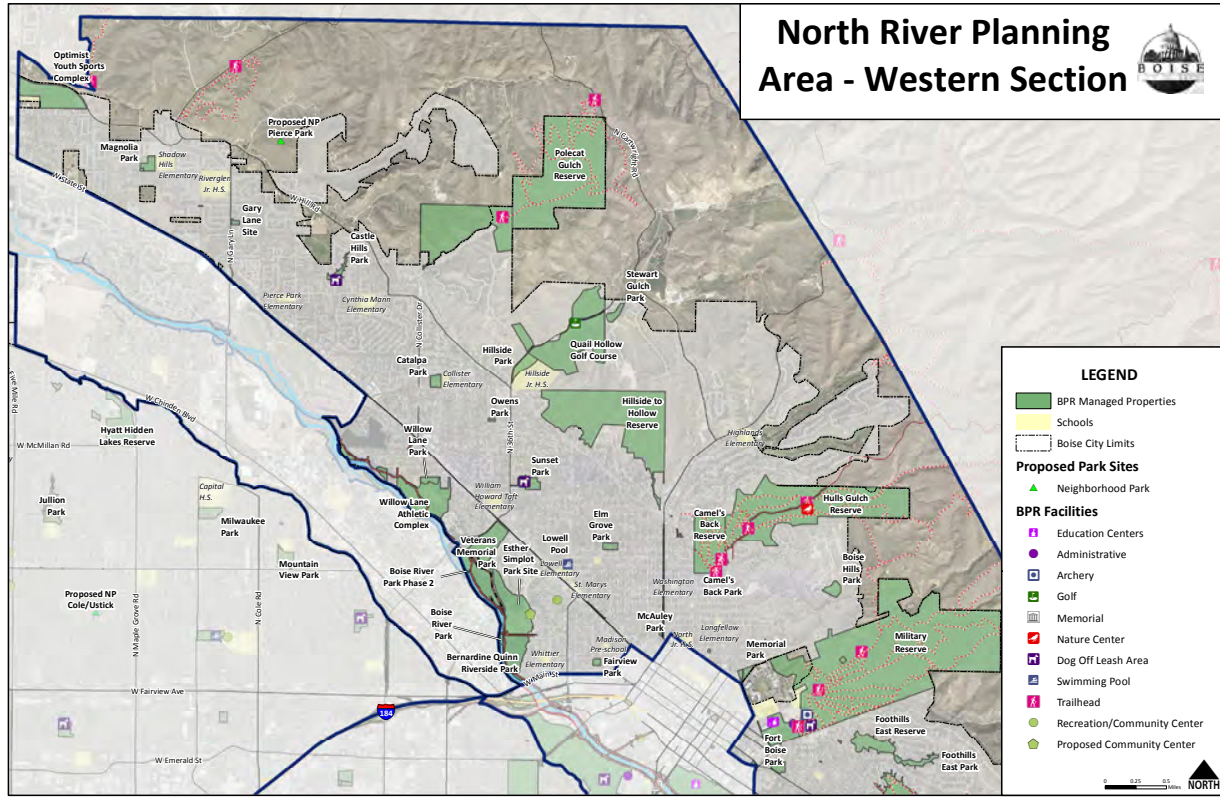 North River Planning
Area - Western Section
BOISE
Optimist
Youth Sports
Complex
Proposed NP
Pierce Park
Magnolia
Park
Shadow
Hills
Elementary
Riverglen
Jr. H.S.
W State St
W Hill Rd
N Gary Ln
Gary
Lane
Site
Castle
Hills
Park
Pierce Park
Elementary
Cynthia Mann
Elementary
Polecat
Gulch
Reserve
N Cartwright Rd
Stewart
Gulch
Park
Quail Hollow
Golf Course
Hillside
Park
Hillside
Jr. H.S.
N Collister Dr
Catalpa
Park
Collister
Elementary
Owens
Park
N 36th St
Hillside to
Hollow
Reserve
Highlands
Elementary
Willow
Lane
Park
Sunset
Park
William
Howard Taft
Elementary
Willow Lane
Athletic
Complex
Veterans
Memorial
Park
Esther
Simplot
Park Site
Lowell
Pool
Lowell
Elementary
Elm
Grove
Park
St. Marys
Elementary
Camel's
Back
Reserve
Hulls Gulch
Reserve
Camel's
Back Park
Washington
Elementary
Boise
Hills
Park
Boise River
Park Phase 2
Boise
River
Park
Bernardine Quinn
Riverside Park
Whittier
Elementary
Madison
Pre-school
Fairview
Park
W Main St
McAuley
Park
North
Jr. H.S.
Longfellow
Elementary
Memorial
Park
Military
Reserve
Fort
Boise
Park
Foothills
East Reserve
Foothills
East Park
N Five Mile Rd
W Chinden Blvd
W McMillan Rd
Hyatt Hidden
Lakes Reserve
Jullion
Park
Capital
H.S.
Milwaukee
Park
Mountain
View Park
Proposed NP
Cole/Ustick
N Maple Grove Rd
N Cole Rd
W Fairview Ave
184
W Emerald St
LEGEND
BPR Managed Properties
Schools
Boise City Limits
Proposed Park Sites
Neighborhood Park
BPR Facilities
Education Centers
Administrative
Archery
Golf
Memorial
Nature Center
Dog Off Leash Area
Swimming Pool
Trailhead
Recreation/Community Center
Proposed Community Center
0 0.25 0.5
Miles
NORTH